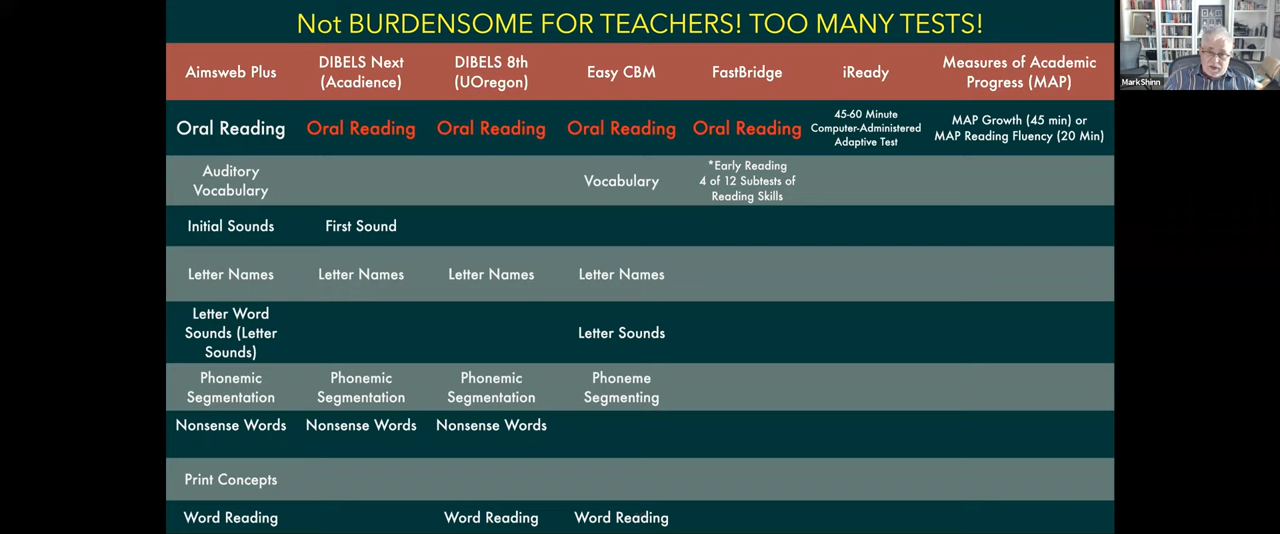 Not BURDENSOME FOR TEACHERS! TOO MANY TESTS!
Aimsweb Plus
DIBELS Next
(Acadience)
DIBELS 8th
(UOregon)
Easy CBM
FastBridge
iReady
Measures of Academic
Progress (MAP)
Oral Reading
Oral Reading
Oral Reading
Oral Reading
Oral Reading
45-60 Minute
Computer-Administered
Adaptive Test
MAP Growth (45 min) or
MAP Reading Fluency (20 Min)
Auditory
Vocabulary
Vocabulary
*Early Reading
4 of 12 Subtests of
Reading Skills
Initial Sounds
First Sound
Letter Names
Letter Names
Letter Names
Letter Names
Letter Word
Sounds (Letter
Sounds)
Letter Sounds
Phonemic
Segmentation
Phonemic
Segmentation
Phonemic
Segmentation
Phoneme
Segmenting
Nonsense Words
Nonsense Words
Nonsense Words
Print Concepts
Word Reading
Word Reading
Word Reading
Mark Shinn